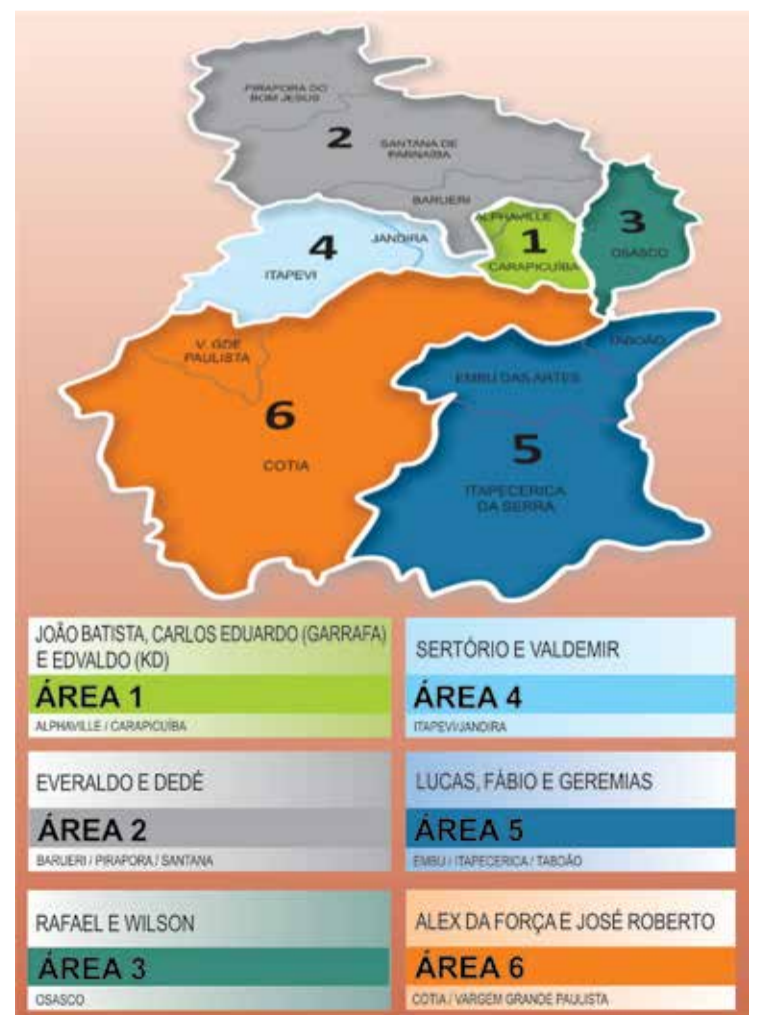 PIRAPORA DO
BOM JESUS
2
SANTANA DE
PARNAÍBA
BARUERI
ALPHAVILLE
1
CARAPICUÍBA
3
OSASCO
4
JANDIRA
ITAPEVI
V. GDE
PAULISTA
6
COTIA
TABOÃO
EMBU DAS ARTES
5
ITAPECERICA
DA SERRA
JOÃO BATISTA, CARLOS EDUARDO (GARRAFA)
E EDVALDO (KD)
ÁREA 1
ALPHAVILLE / CARAPICUÍBA
SERTÓRIO E VALDEMIR
ÁREA 4
ITAPEVI/JANDIRA
EVERALDO E DEDÉ
ÁREA 2
BARUERI / PIRAPORA / SANTANA
LUCAS, FÁBIO E GEREMIAS
ÁREA 5
EMBU / ITAPECERICA / TABOÃO
RAFAEL E WILSON
ÁREA 3
OSASCO
ALEX DA FORÇA E JOSÉ ROBERTO
ÁREA 6
COTIA / VARGEM GRANDE PAULISTA